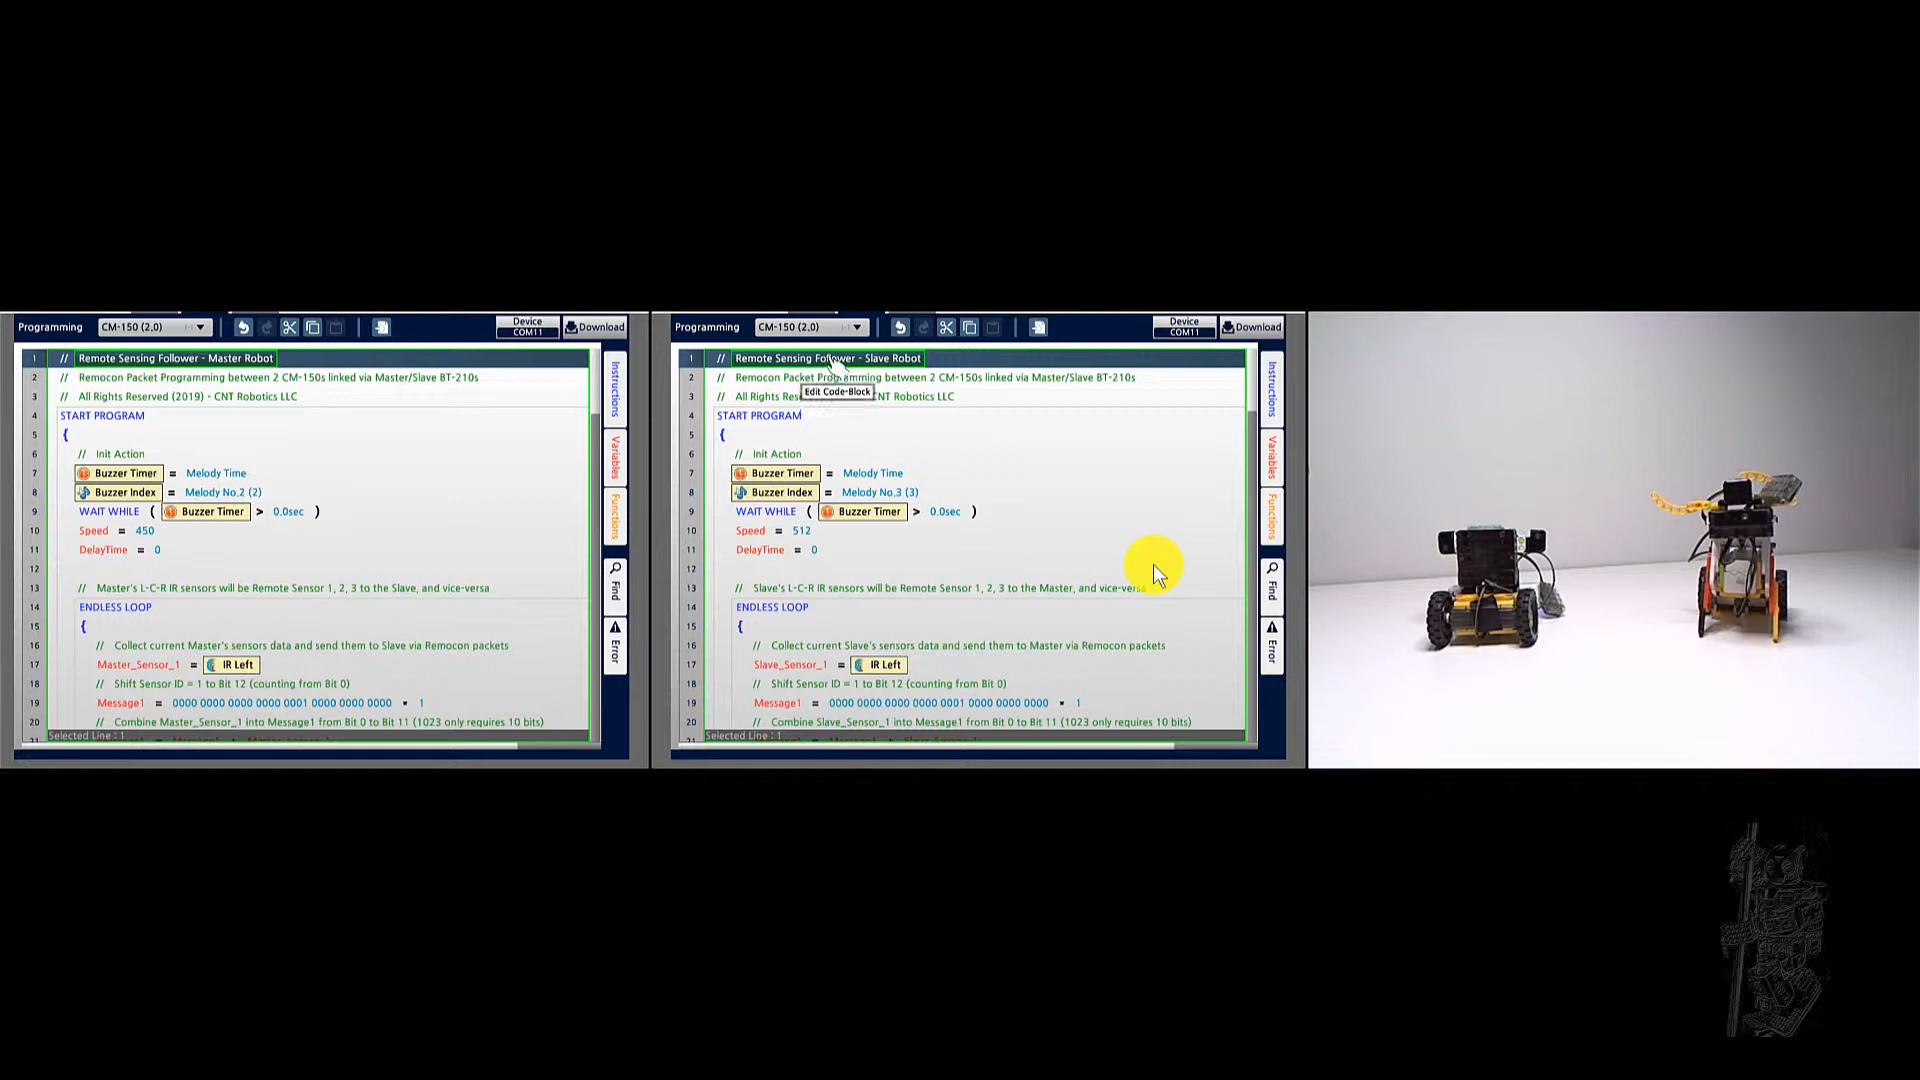 Programming CM-150 (2,0) Device COM11 Download
1 // Remote Sensing Follower - Master Robot
2 // Remocon Packet Programming between 2 CM-150s linked via Master/Slave BT-210s
3 // All Rights Reserved (2019) - CNT Robotics LLC
4 START PROGRAM
5 {
6 // Init Action
7 Buzzer Timer = Melody Time
8 Buzzer Index = Melody No.2 (2)
9 WAIT WHILE ( Buzzer Timer > 0.0sec )
10 Speed = 450
11 DelayTime = 0
12
13 // Master's L-C-R IR sensors will be Remote Sensor 1, 2, 3 to the Slave, and vice-versa
14 ENDLESS LOOP
15 {
16 // Collect current Master's sensors data and send them to Slave via Remocon packets
17 Master_Sensor_1 = IR Left
18 // Shift Sensor ID = 1 to Bit 12 (counting from Bit 0)
19 Message1 = 0000 0000 0000 0000 0001 0000 0000 0000 * 1
20 // Combine Master_Sensor_1 into Message1 from Bit 0 to Bit 11 (1023 only requires 10 bits)
Selected Line : 1
Instructions
Variables
Functions
Find
Error
Programming CM-150 (2,0) Device COM11 Download
1 // Remote Sensing Follower - Slave Robot
2 // Remocon Packet Programming between 2 CM-150s linked via Master/Slave BT-210s
Edit Code-Block
3 // All Rights CNT Robotics LLC
4 START PROGRAM
5 {
6 // Init Action
7 Buzzer Timer = Melody Time
8 Buzzer Index = Melody No.3 (3)
9 WAIT WHILE ( Buzzer Timer > 0.0sec )
10 Speed = 512
11 DelayTime = 0
12
13 // Slave's L-C-R IR sensors will be Remote Sensor 1, 2, 3 to the Master, and vice-versa
14 ENDLESS LOOP
15 {
16 // Collect current Slave's sensors data and send them to Master via Remocon packets
17 Slave_Sensor_1 = IR Left
18 // Shift Sensor ID = 1 to Bit 12 (counting from Bit 0)
19 Message1 = 0000 0000 0000 0000 0001 0000 0000 0000 * 1
20 // Combine Slave_Sensor_1 into Message1 from Bit 0 to Bit 11 (1023 only requires 10 bits)
Selected Line : 1
Instructions
Variables
Functions
Find
Error